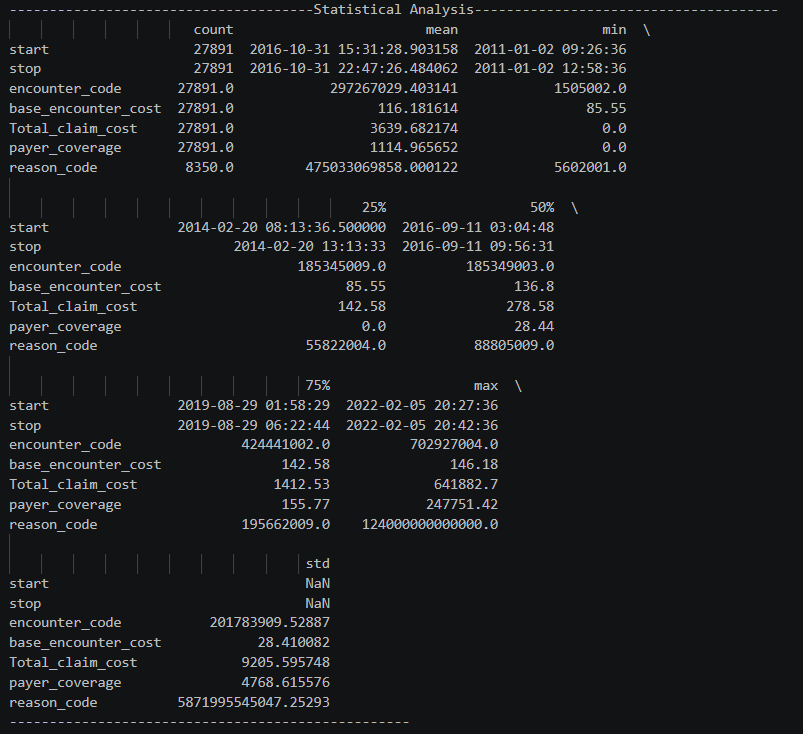 --------------------------------------Statistical Analysis--------------------------------------
count mean min \
start 27891 2016-10-31 15:31:28.903158 2011-01-02 09:26:36
stop 27891 2016-10-31 22:47:26.484062 2011-01-02 12:58:36
encounter_code 27891.0 297267029.403141 1505002.0
base_encounter_cost 27891.0 116.181614 85.55
Total_claim_cost 27891.0 3639.682174 0.0
payer_coverage 27891.0 1114.965652 0.0
reason_code 8350.0 475033069858.000122 5602001.0
25% 50% \
start 2014-02-20 08:13:36.500000 2016-09-11 03:04:48
stop 2014-02-20 13:13:33 2016-09-11 09:56:31
encounter_code 185345009.0 185349003.0
base_encounter_cost 85.55 136.8
Total_claim_cost 142.58 278.58
payer_coverage 0.0 28.44
reason_code 55822004.0 88805009.0
75% max \
start 2019-08-29 01:58:29 2022-02-05 20:27:36
stop 2019-08-29 06:22:44 2022-02-05 20:42:36
encounter_code 424441002.0 702927004.0
base_encounter_cost 142.58 146.18
Total_claim_cost 1412.53 641882.7
payer_coverage 155.77 247751.42
reason_code 195662009.0 124000000000000.0
std
start NaN
stop NaN
encounter_code 201783909.52887
base_encounter_cost 28.410082
Total_claim_cost 9205.595748
payer_coverage 4768.615576
reason_code 5871995545047.25293
--------------------------------------------------